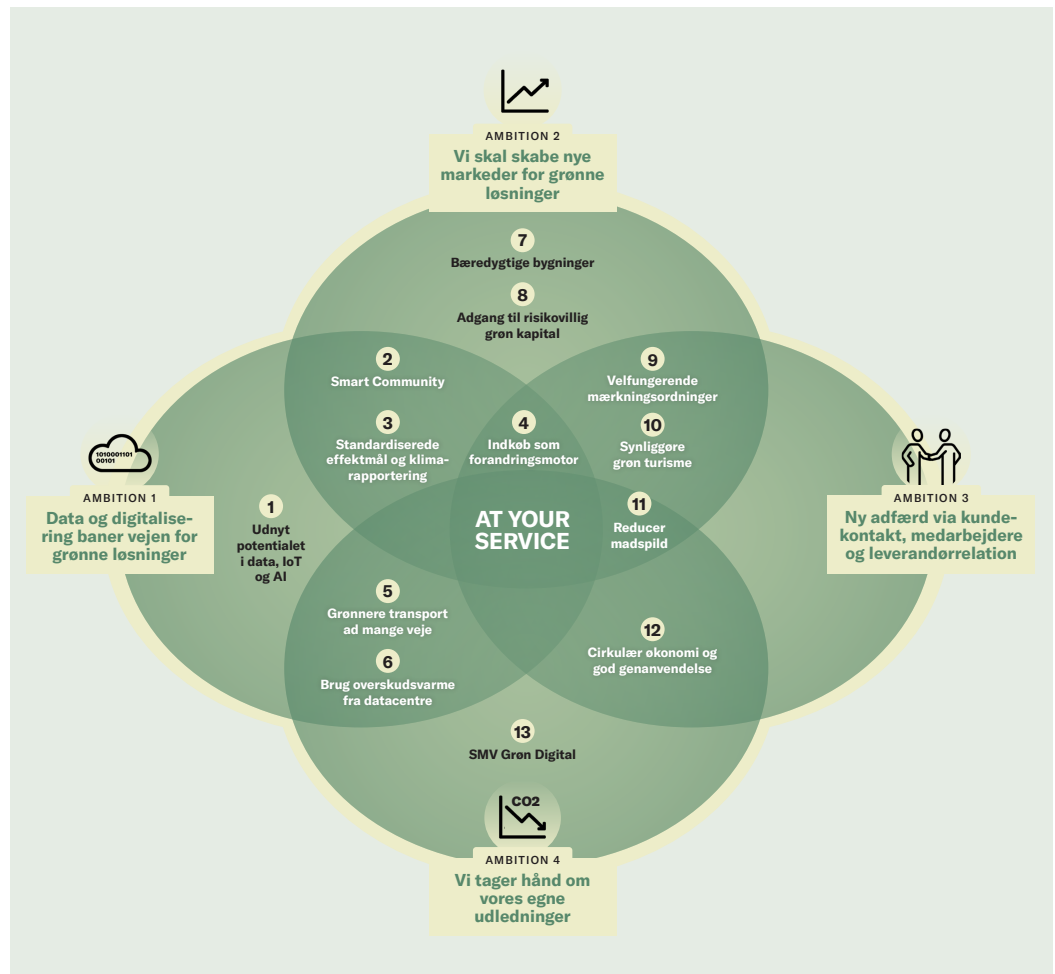 AMBITION 2
Vi skal skabe nye
markeder for grønne
løsninger
7
Bæredygtige bygninger
8
Adgang til risikovillig
grøn kapital
2
Smart Community
9
Velfungerende
mærkningsordninger
3
Standardiserede
effektmål og klima-
rapportering
4
Indkøb som
forandringsmotor
10
Synliggøre
grøn turisme
1010001101
00101
AMBITION 1
Data og digitalise-
ring baner vejen for
grønne løsninger
1
Udnyt
potentialet
i data, IoT
og AI
AT YOUR
SERVICE
11
Reducer
madspild
AMBITION 3
Ny adfærd via kunde-
kontakt, medarbejdere
og leverandørrelation
5
Grønnere transport
ad mange veje
6
Brug overskudsvarme
fra datacentre
12
Cirkulær økonomi og
god genanvendelse
13
SMV Grøn Digital
CO2
AMBITION 4
Vi tager hånd om
vores egne
udledninger